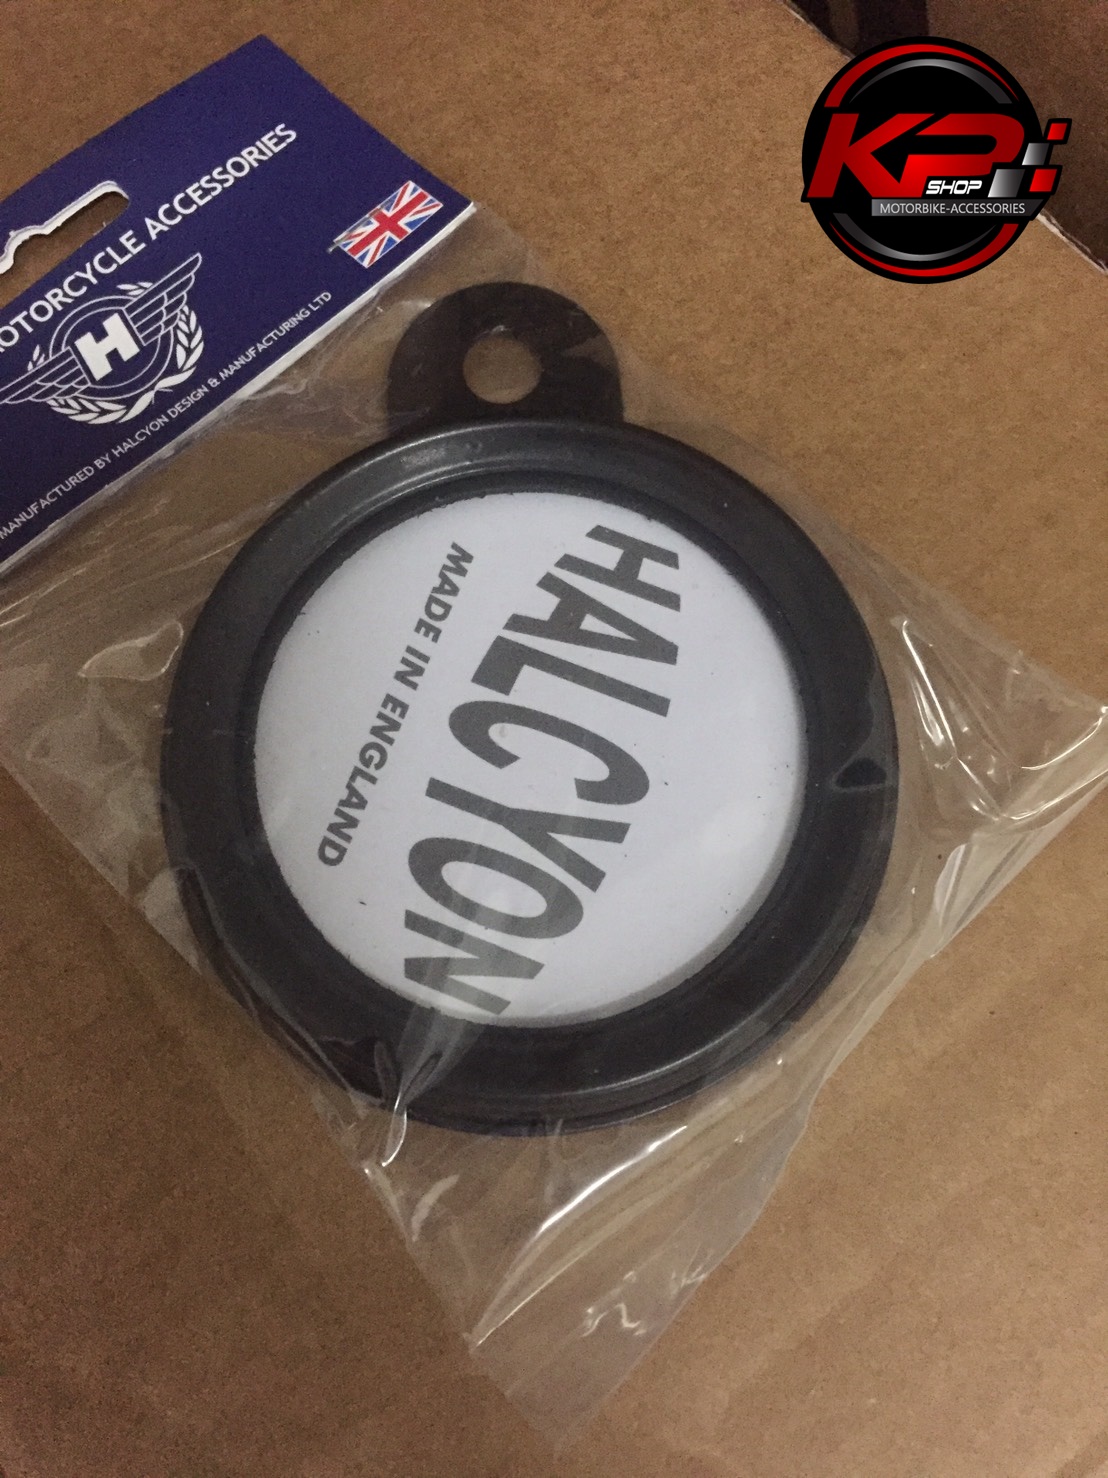 KP
SHOP
MOTORBIKE-ACCESSORIES
MOTORCYCLE ACCESSORIES
H
MANUFACTURED BY HALCYON DESIGN & MANUFACTURING LTD
HALCYON
MADE IN ENGLAND